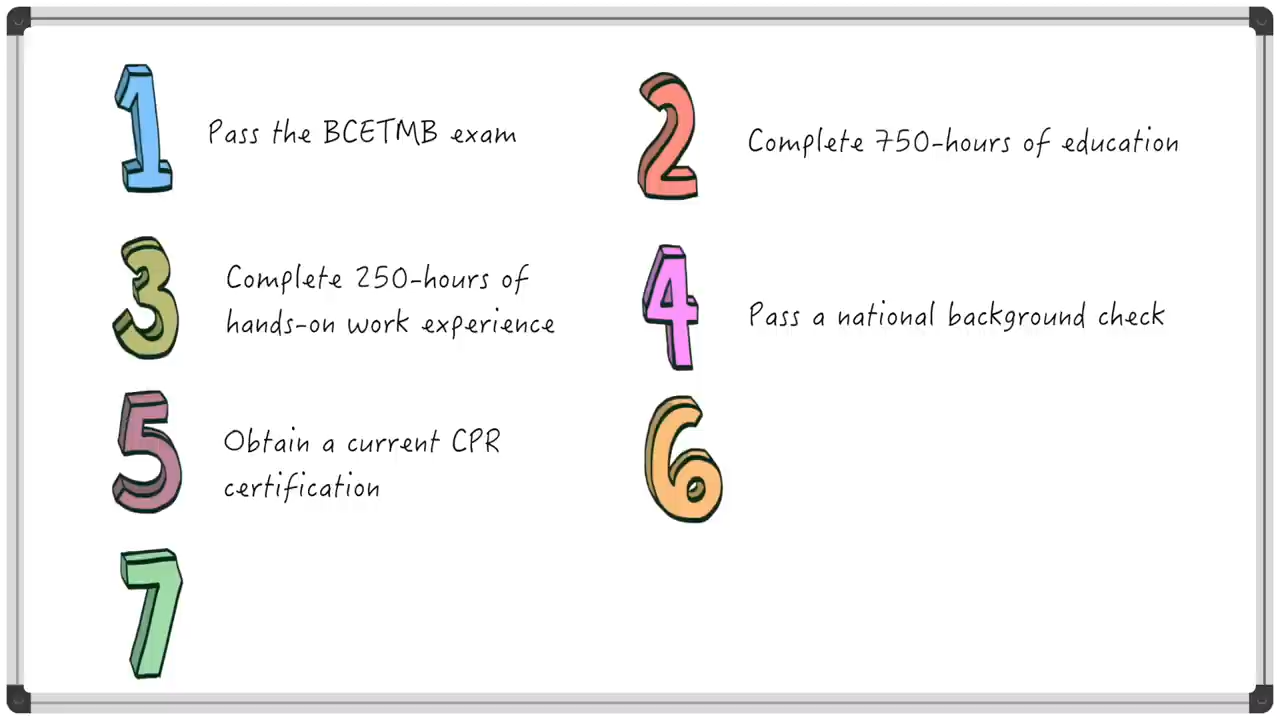 1
Pass the BCETMB exam
2
Complete 750-hours of education
3
Complete 250-hours of
hands-on work experience
4
Pass a national background check
5
Obtain a current CPR
certification
6
7